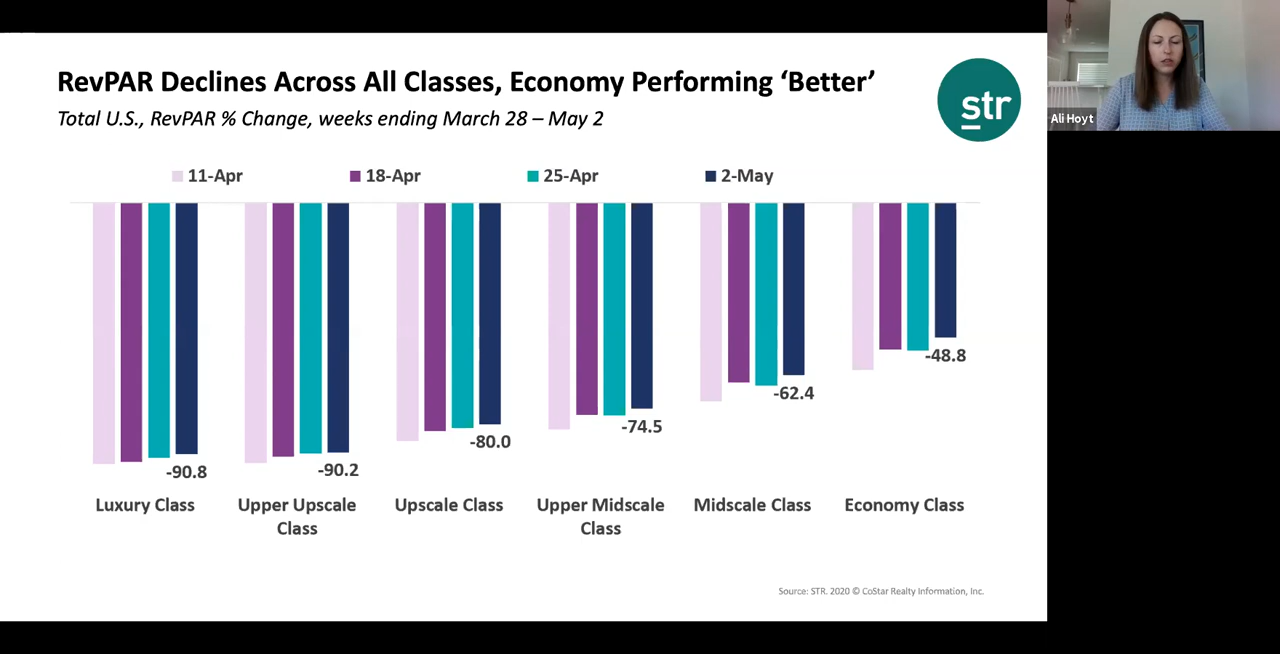 RevPAR Declines Across All Classes, Economy Performing ‘Better’
Total U.S., RevPAR % Change, weeks ending March 28 – May 2
str
Ali Hoyt
11-Apr 18-Apr 25-Apr 2-May
-90.8
-90.2
-80.0
-74.5
-62.4
-48.8
Luxury Class
Upper Upscale
Class
Upscale Class
Upper Midscale
Class
Midscale Class
Economy Class
Source: STR. 2020 © CoStar Realty Information, Inc.